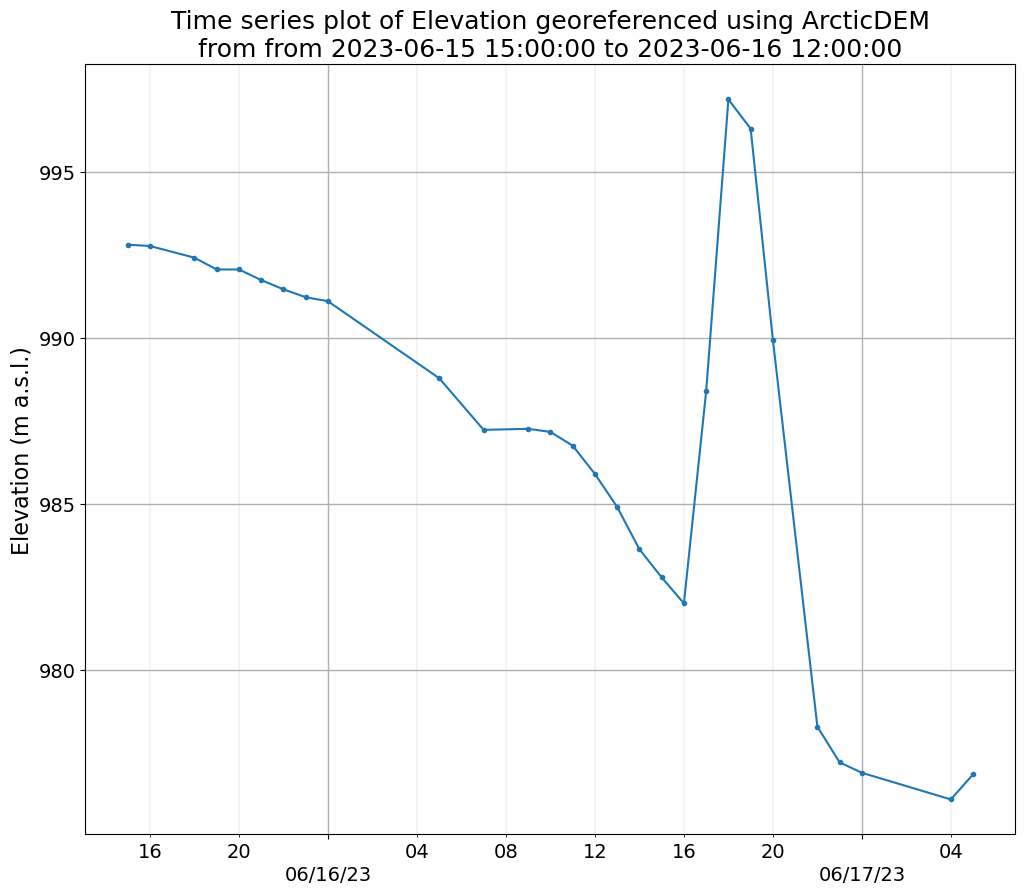 Time series plot of Elevation georeferenced using ArcticDEM
from from 2023-06-15 15:00:00 to 2023-06-16 12:00:00
Elevation (m a.s.l.)
995
990
985
980
16 20 04 08 12 16 20 04
06/16/23 06/17/23